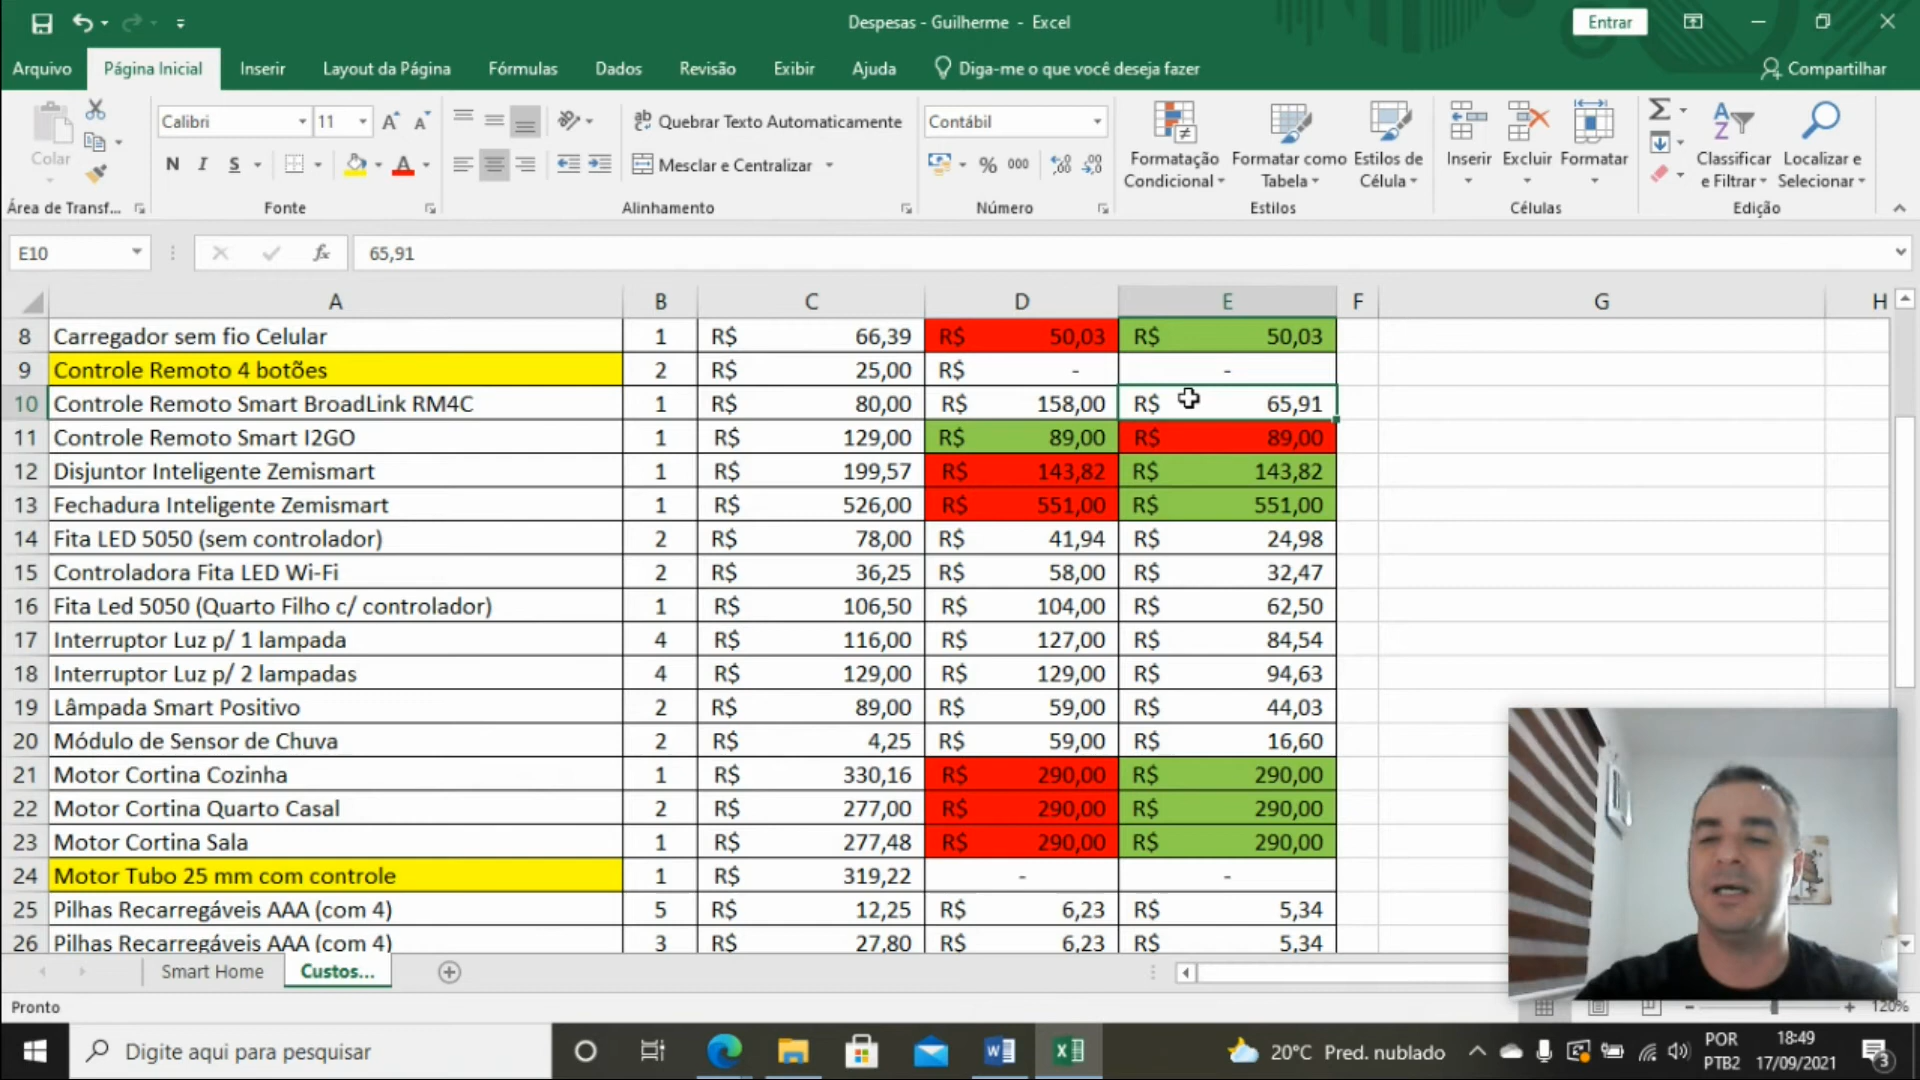 Despesas - Guilherme - Excel
Entrar
Arquivo Página Inicial Inserir Layout da Página Fórmulas Dados Revisão Exibir Ajuda Diga-me o que você deseja fazer Compartilhar
Colar
Calibri 11
N I S
Quebrar Texto Automaticamente
Mesclar e Centralizar
Contábil
% 000
Formatação Condicional
Formatar como Tabela
Estilos de Célula
Inserir
Excluir
Formatar
Classificar e Filtrar
Localizar e Selecionar
Área de Transf... Fonte Alinhamento Número Estilos Células Edição
E10 fx 65,91
A B C D E F G H
8 Carregador sem fio Celular 1 R$ 66,39 R$ 50,03 R$ 50,03
9 Controle Remoto 4 botões 2 R$ 25,00 R$ - -
10 Controle Remoto Smart BroadLink RM4C 1 R$ 80,00 R$ 158,00 R$ 65,91
11 Controle Remoto Smart I2GO 1 R$ 129,00 R$ 89,00 R$ 89,00
12 Disjuntor Inteligente Zemismart 1 R$ 199,57 R$ 143,82 R$ 143,82
13 Fechadura Inteligente Zemismart 1 R$ 526,00 R$ 551,00 R$ 551,00
14 Fita LED 5050 (sem controlador) 2 R$ 78,00 R$ 41,94 R$ 24,98
15 Controladora Fita LED Wi-Fi 2 R$ 36,25 R$ 58,00 R$ 32,47
16 Fita Led 5050 (Quarto Filho c/ controlador) 1 R$ 106,50 R$ 104,00 R$ 62,50
17 Interruptor Luz p/ 1 lampada 4 R$ 116,00 R$ 127,00 R$ 84,54
18 Interruptor Luz p/ 2 lampadas 4 R$ 129,00 R$ 129,00 R$ 94,63
19 Lâmpada Smart Positivo 2 R$ 89,00 R$ 59,00 R$ 44,03
20 Módulo de Sensor de Chuva 2 R$ 4,25 R$ 59,00 R$ 16,60
21 Motor Cortina Cozinha 1 R$ 330,16 R$ 290,00 R$ 290,00
22 Motor Cortina Quarto Casal 2 R$ 277,00 R$ 290,00 R$ 290,00
23 Motor Cortina Sala 1 R$ 277,48 R$ 290,00 R$ 290,00
24 Motor Tubo 25 mm com controle 1 R$ 319,22 - -
25 Pilhas Recarregáveis AAA (com 4) 5 R$ 12,25 R$ 6,23 R$ 5,34
26 Pilhas Recarregáveis AAA (com 4) 3 R$ 27,80 R$ 6,23 R$ 5,34
Smart Home Custos...
Pronto 120%
Digite aqui para pesquisar
20°C Pred. nublado
POR
PTB2
18:49
17/09/2021
3